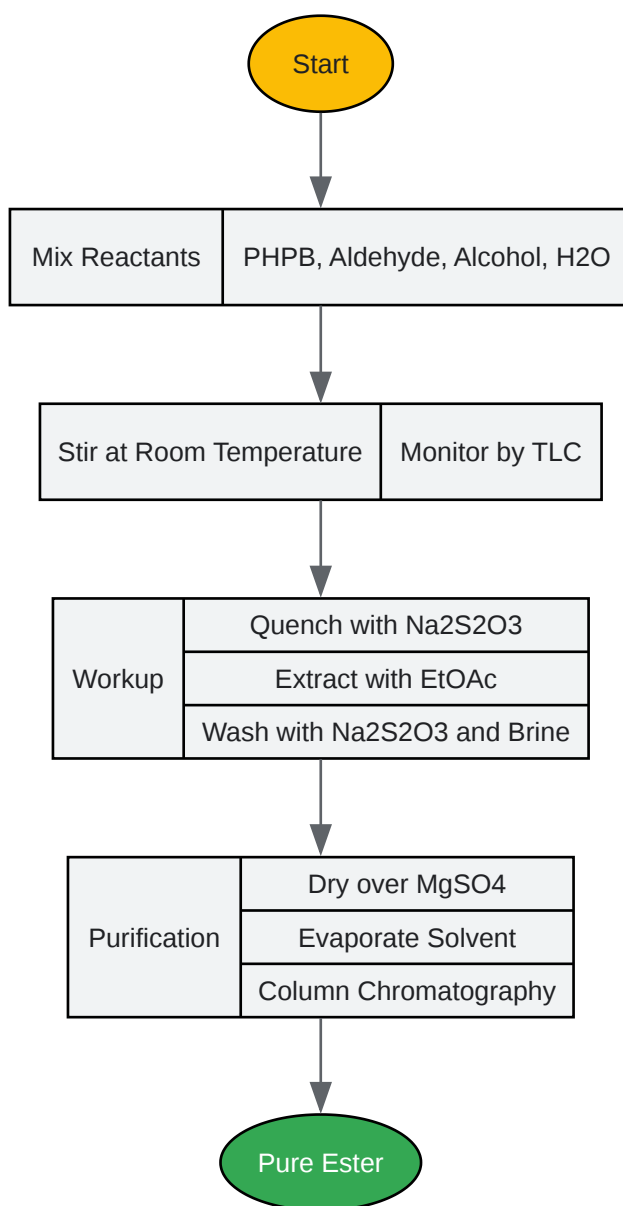 Start
Mix Reactants
PHPB, Aldehyde, Alcohol, H2O
Stir at Room Temperature
Monitor by TLC
Workup
Quench with Na2S2O3
Extract with EtOAc
Wash with Na2S2O3 and Brine
Purification
Dry over MgSO4
Evaporate Solvent
Column Chromatography
Pure Ester